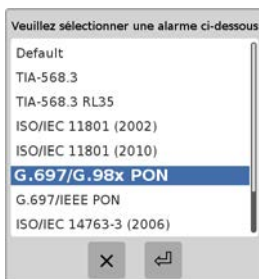 Veuillez sélectionner une alarme ci-dessous
Default
TIA-568.3
TIA-568.3 RL35
ISO/IEC 11801 (2002)
ISO/IEC 11801 (2010)
G.697/G.98x PON
G.697/IEEE PON
ISO/IEC 14763-3 (2006)